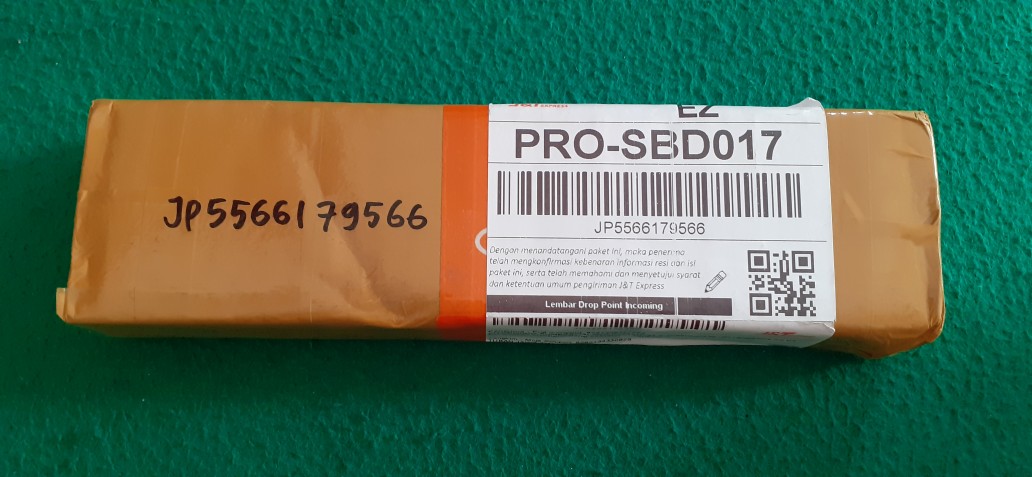 JP5566179566
EZ
PRO-SBD017
JP5566179566
Dengan menandatangani paket ini, maka penerima
telah mengkonfirmasi kebenaran informasi resi dan isi
paket ini, serta telah memahami dan menyetujui syarat
dan ketentuan umum pengiriman J&T Express
Lembar Drop Point Incoming